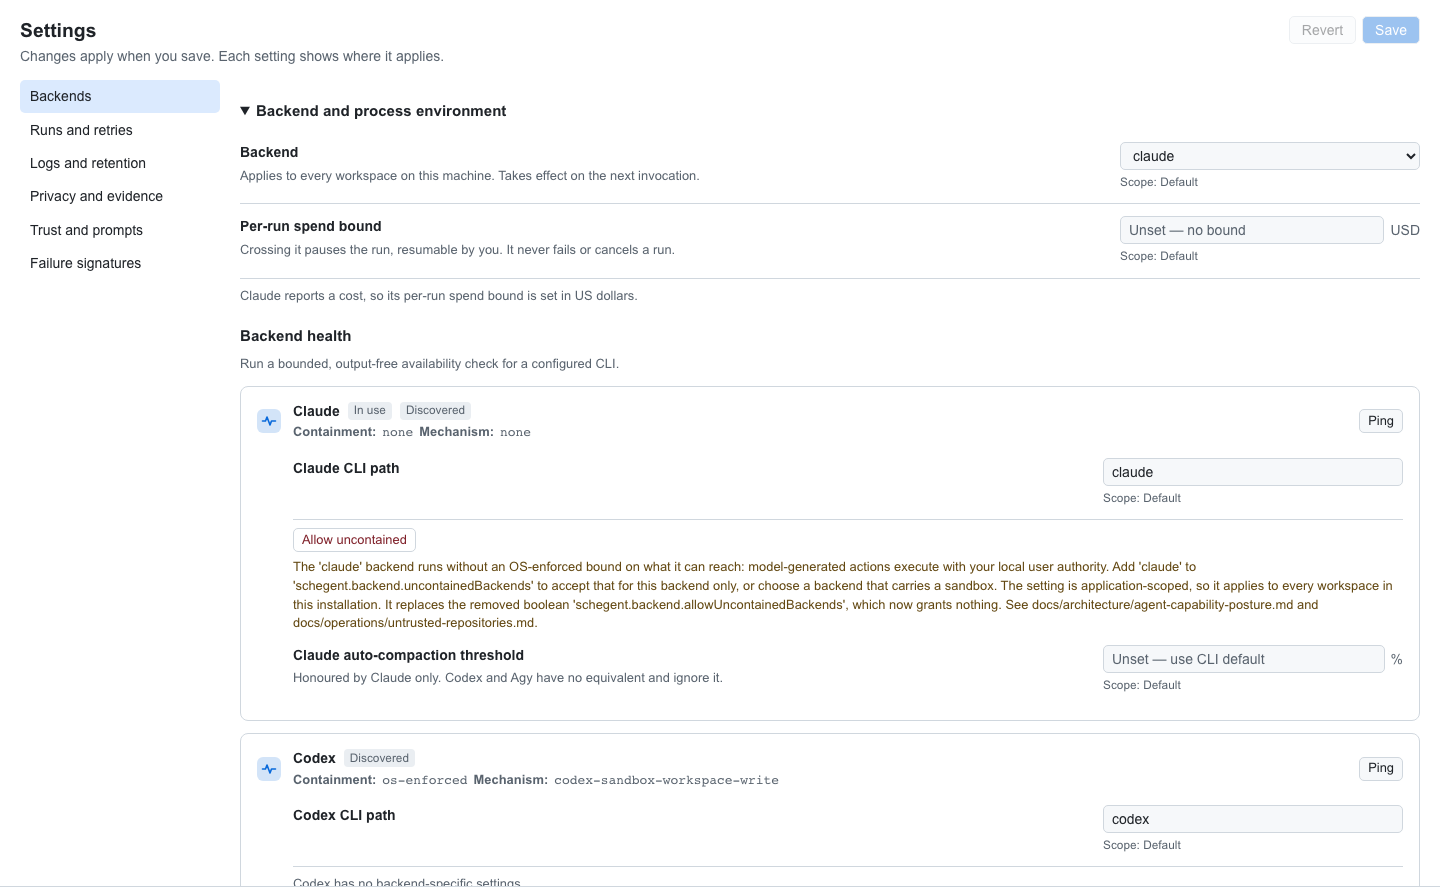 Settings
Changes apply when you save. Each setting shows where it applies.
Revert
Save
Backends
Runs and retries
Logs and retention
Privacy and evidence
Trust and prompts
Failure signatures
Backend and process environment
Backend
Applies to every workspace on this machine. Takes effect on the next invocation.
claude
Scope: Default
Per-run spend bound
Crossing it pauses the run, resumable by you. It never fails or cancels a run.
Unset — no bound USD
Scope: Default
Claude reports a cost, so its per-run spend bound is set in US dollars.
Backend health
Run a bounded, output-free availability check for a configured CLI.
Claude In use Discovered
Containment: none Mechanism: none
Ping
Claude CLI path
claude
Scope: Default
Allow uncontained
The 'claude' backend runs without an OS-enforced bound on what it can reach: model-generated actions execute with your local user authority. Add 'claude' to
'schegent.backend.uncontainedBackends' to accept that for this backend only, or choose a backend that carries a sandbox. The setting is application-scoped, so it applies to every workspace in
this installation. It replaces the removed boolean 'schegent.backend.allowUncontainedBackends', which now grants nothing. See docs/architecture/agent-capability-posture.md and
docs/operations/untrusted-repositories.md.
Claude auto-compaction threshold
Honoured by Claude only. Codex and Agy have no equivalent and ignore it.
Unset — use CLI default %
Scope: Default
Codex Discovered
Containment: os-enforced Mechanism: codex-sandbox-workspace-write
Ping
Codex CLI path
codex
Scope: Default
Codex has no backend-specific settings.